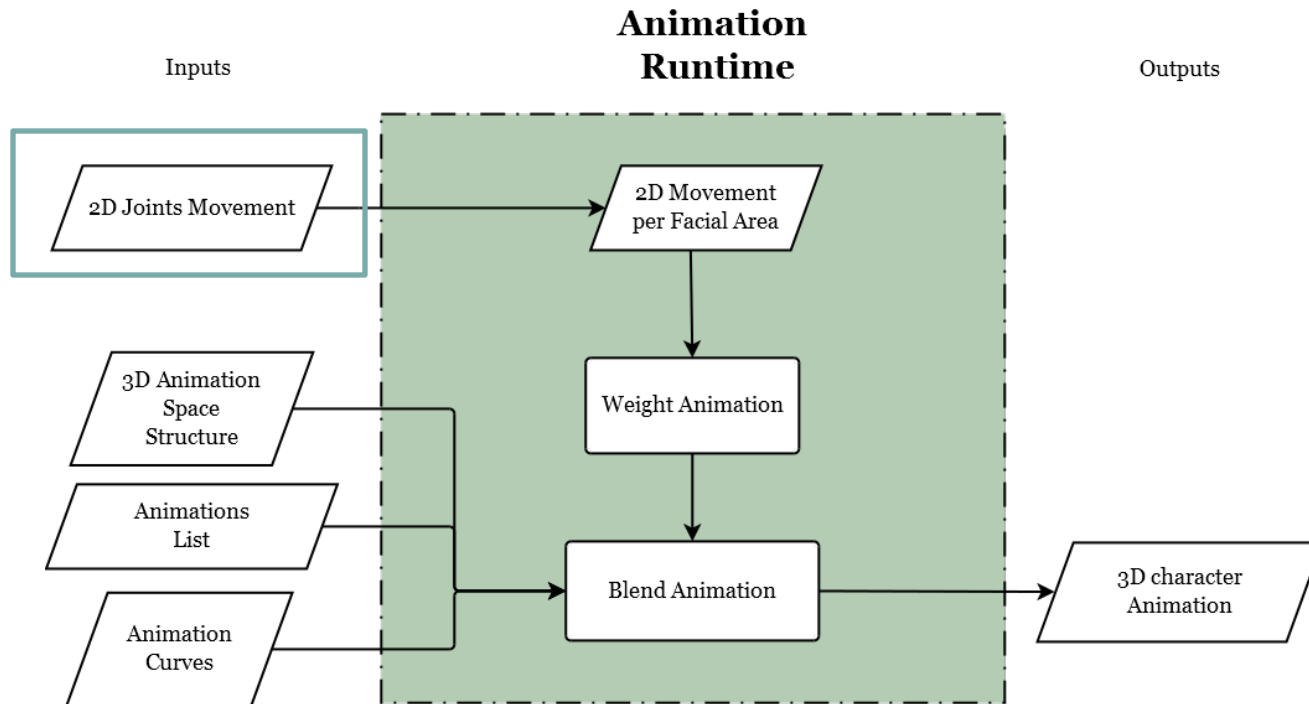 Animation
Runtime
Inputs
Outputs
2D Joints Movement
2D Movement
per Facial Area
3D Animation
Space
Structure
Weight Animation
Animations
List
Blend Animation
3D character
Animation
Animation
Curves